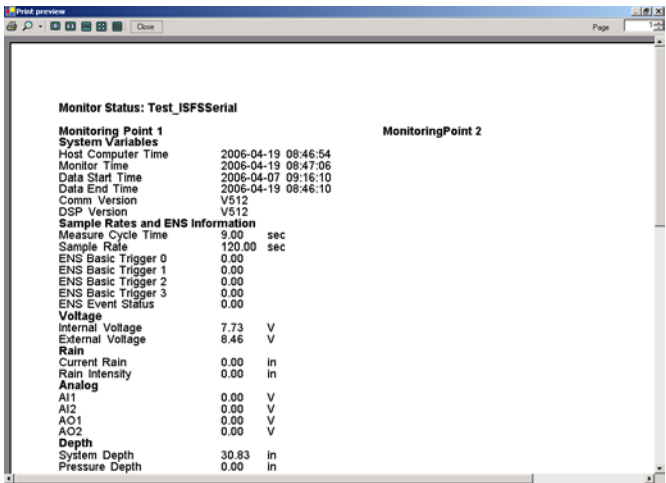 Print preview
Close
Page 1
Monitor Status: Test_ISFSSerial
Monitoring Point 1 MonitoringPoint 2
System Variables
Host Computer Time 2006-04-19 08:46:54
Monitor Time 2006-04-19 08:47:06
Data Start Time 2006-04-07 09:16:10
Data End Time 2006-04-19 08:46:10
Comm Version V512
DSP Version V512
Sample Rates and ENS Information
Measure Cycle Time 9.00 sec
Sample Rate 120.00 sec
ENS Basic Trigger 0 0.00
ENS Basic Trigger 1 0.00
ENS Basic Trigger 2 0.00
ENS Basic Trigger 3 0.00
ENS Event Status 0.00
Voltage
Internal Voltage 7.73 V
External Voltage 8.46 V
Rain
Current Rain 0.00 in
Rain Intensity 0.00 in
Analog
AI1 0.00 V
AI2 0.00 V
AO1 0.00 V
AO2 0.00 V
Depth
System Depth 30.83 in
Pressure Depth 0.00 in